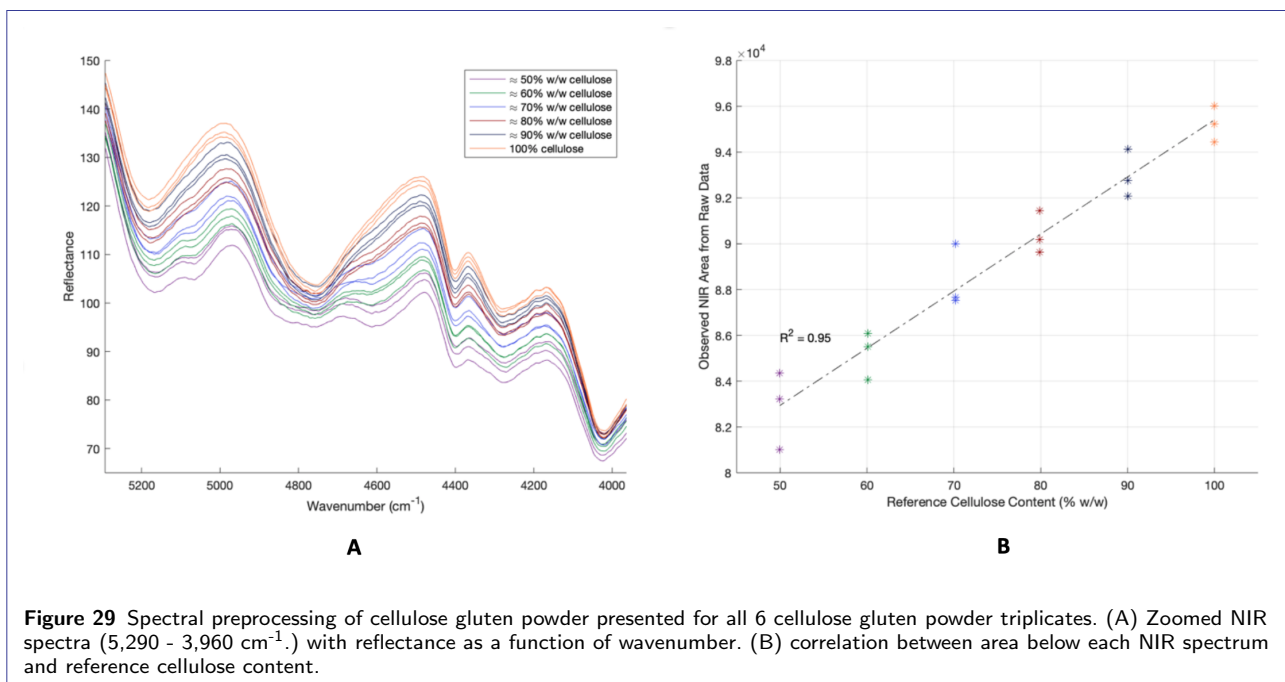 150
140
130
120
110
100
90
80
70
Reflectance
5200 5000 4800 4600 4400 4200 4000
Wavenumber (cm⁻¹)
≈ 50% w/w cellulose
≈ 60% w/w cellulose
≈ 70% w/w cellulose
≈ 80% w/w cellulose
≈ 90% w/w cellulose
100% cellulose
A
×10⁴
9.8
9.6
9.4
9.2
9
8.8
8.6
8.4
8.2
8
Observed NIR Area from Raw Data
R² = 0.95
50 60 70 80 90 100
Reference Cellulose Content (% w/w)
B
Figure 29 Spectral preprocessing of cellulose gluten powder presented for all 6 cellulose gluten powder triplicates. (A) Zoomed NIR
spectra (5,290 - 3,960 cm⁻¹.) with reflectance as a function of wavenumber. (B) correlation between area below each NIR spectrum
and reference cellulose content.